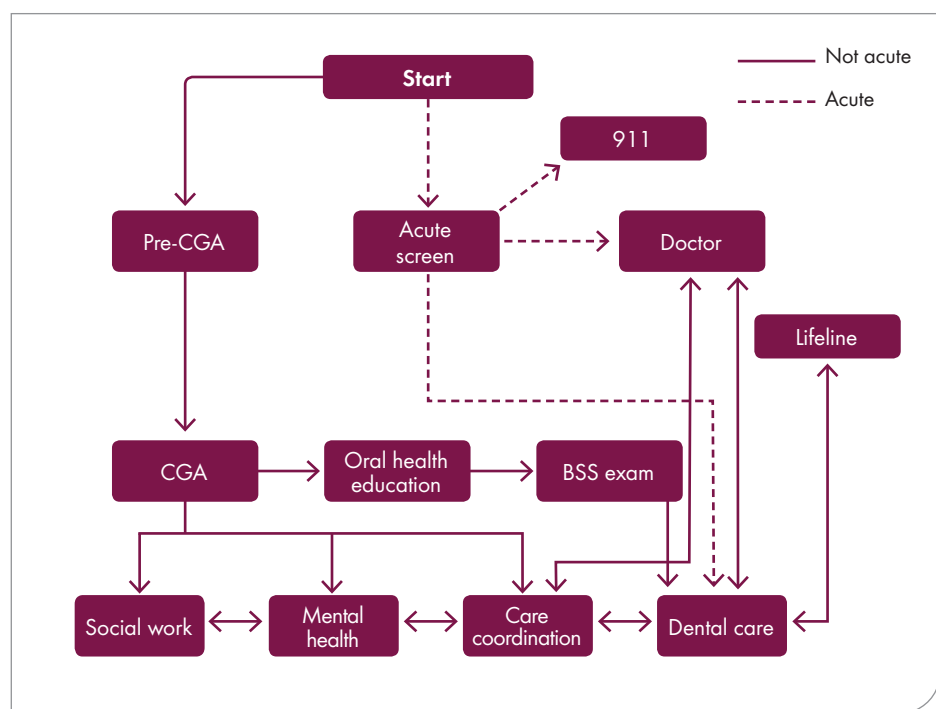 Start
Not acute
Acute
911
Pre-CGA
Acute
screen
Doctor
Lifeline
CGA
Oral health
education
BSS exam
Social work
Mental
health
Care
coordination
Dental care